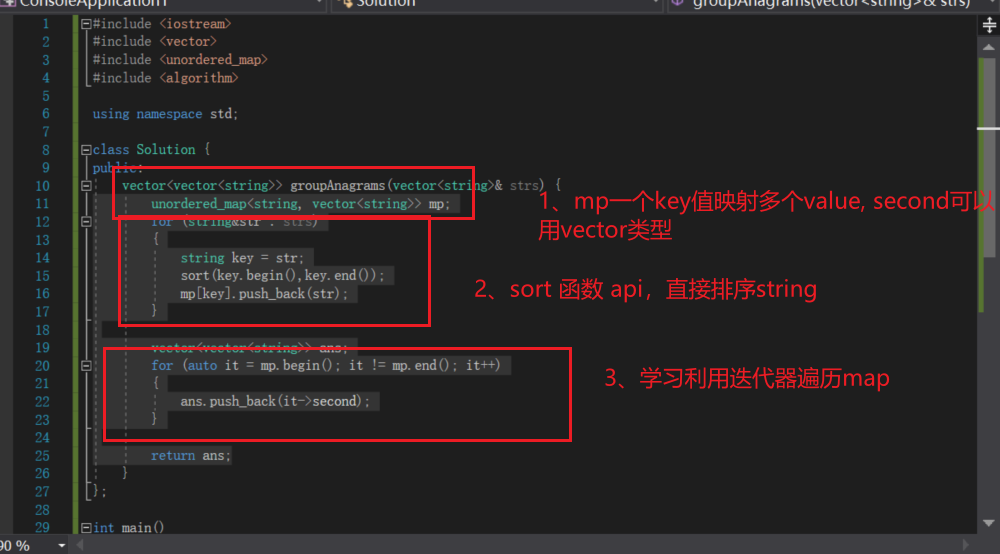 ConsoleApplication1
Solution
groupAnagrams(vector<string>& strs)
1 #include <iostream>
2 #include <vector>
3 #include <unordered_map>
4 #include <algorithm>
5
6 using namespace std;
7
8 class Solution {
9 public:
10 vector<vector<string>> groupAnagrams(vector<string>& strs) {
11 unordered_map<string, vector<string>> mp;
12 for (string&str : strs)
13 {
14 string key = str;
15 sort(key.begin(),key.end());
16 mp[key].push_back(str);
17 }
18
19 vector<vector<string>> ans;
20 for (auto it = mp.begin(); it != mp.end(); it++)
21 {
22 ans.push_back(it->second);
23 }
24
25 return ans;
26 }
27 };
28
29 int main()
1、mp一个key值映射多个value, second可以
用vector类型
2、sort 函数 api，直接排序string
3、学习利用迭代器遍历map
90 %